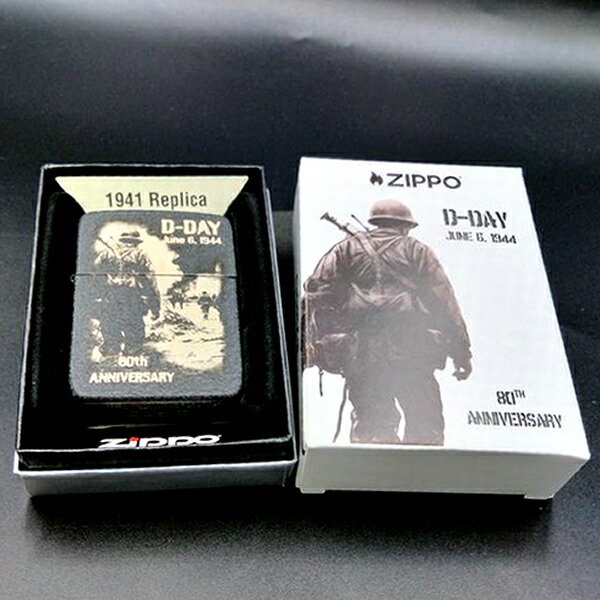 1941 Replica
D-DAY
June 6, 1944
80th
ANNIVERSARY
Zippo
ZIPPO
D-DAY
JUNE 6, 1944
80TH
ANNIVERSARY